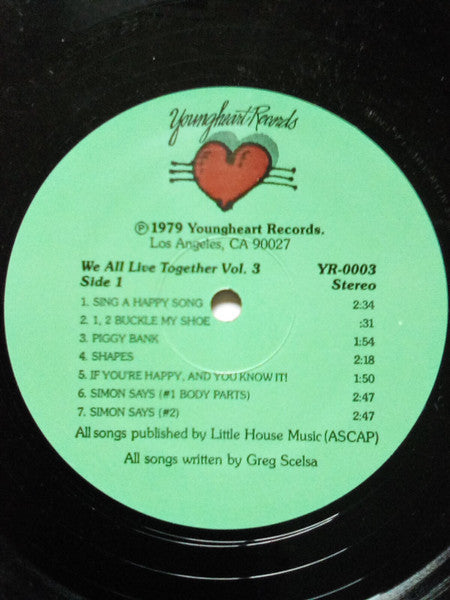 Youngheart Records
℗ 1979 Youngheart Records.
Los Angeles, CA 90027
We All Live Together Vol. 3 YR-0003
Side 1 Stereo
1. SING A HAPPY SONG 2:34
2. 1, 2 BUCKLE MY SHOE :31
3. PIGGY BANK 1:54
4. SHAPES 2:18
5. IF YOU'RE HAPPY, AND YOU KNOW IT! 1:50
6. SIMON SAYS (#1 BODY PARTS) 2:47
7. SIMON SAYS (#2) 2:47
All songs published by Little House Music (ASCAP)
All songs written by Greg Scelsa